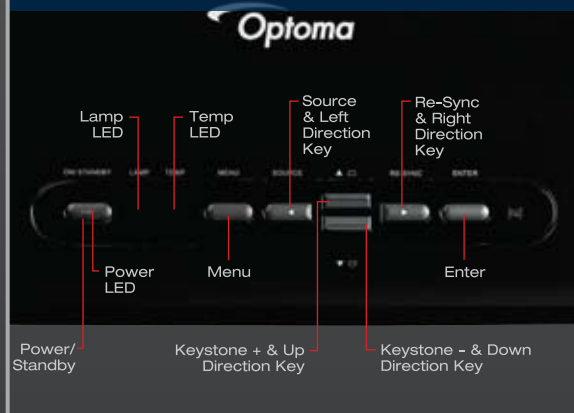 Optoma
Lamp
LED
Temp
LED
Source
& Left
Direction
Key
Re-Sync
& Right
Direction
Key
ON/STANDBY LAMP TEMP MENU SOURCE RE-SYNC ENTER
Power
LED
Menu
Enter
Power/
Standby
Keystone + & Up
Direction Key
Keystone - & Down
Direction Key